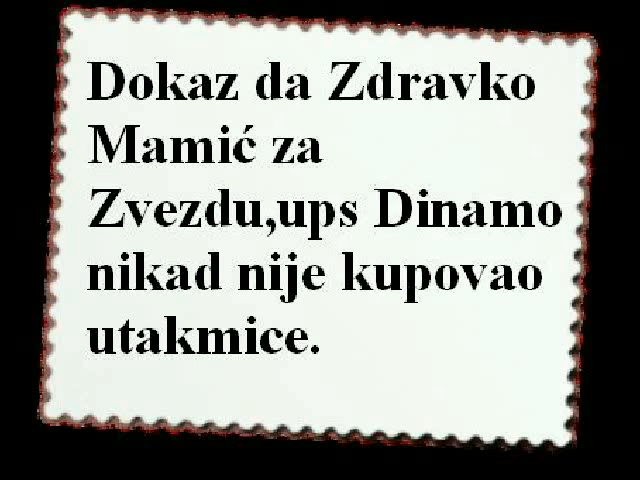 Dokaz da Zdravko
Mamić za
Zvezdu,ups Dinamo
nikad nije kupovao
utakmice.